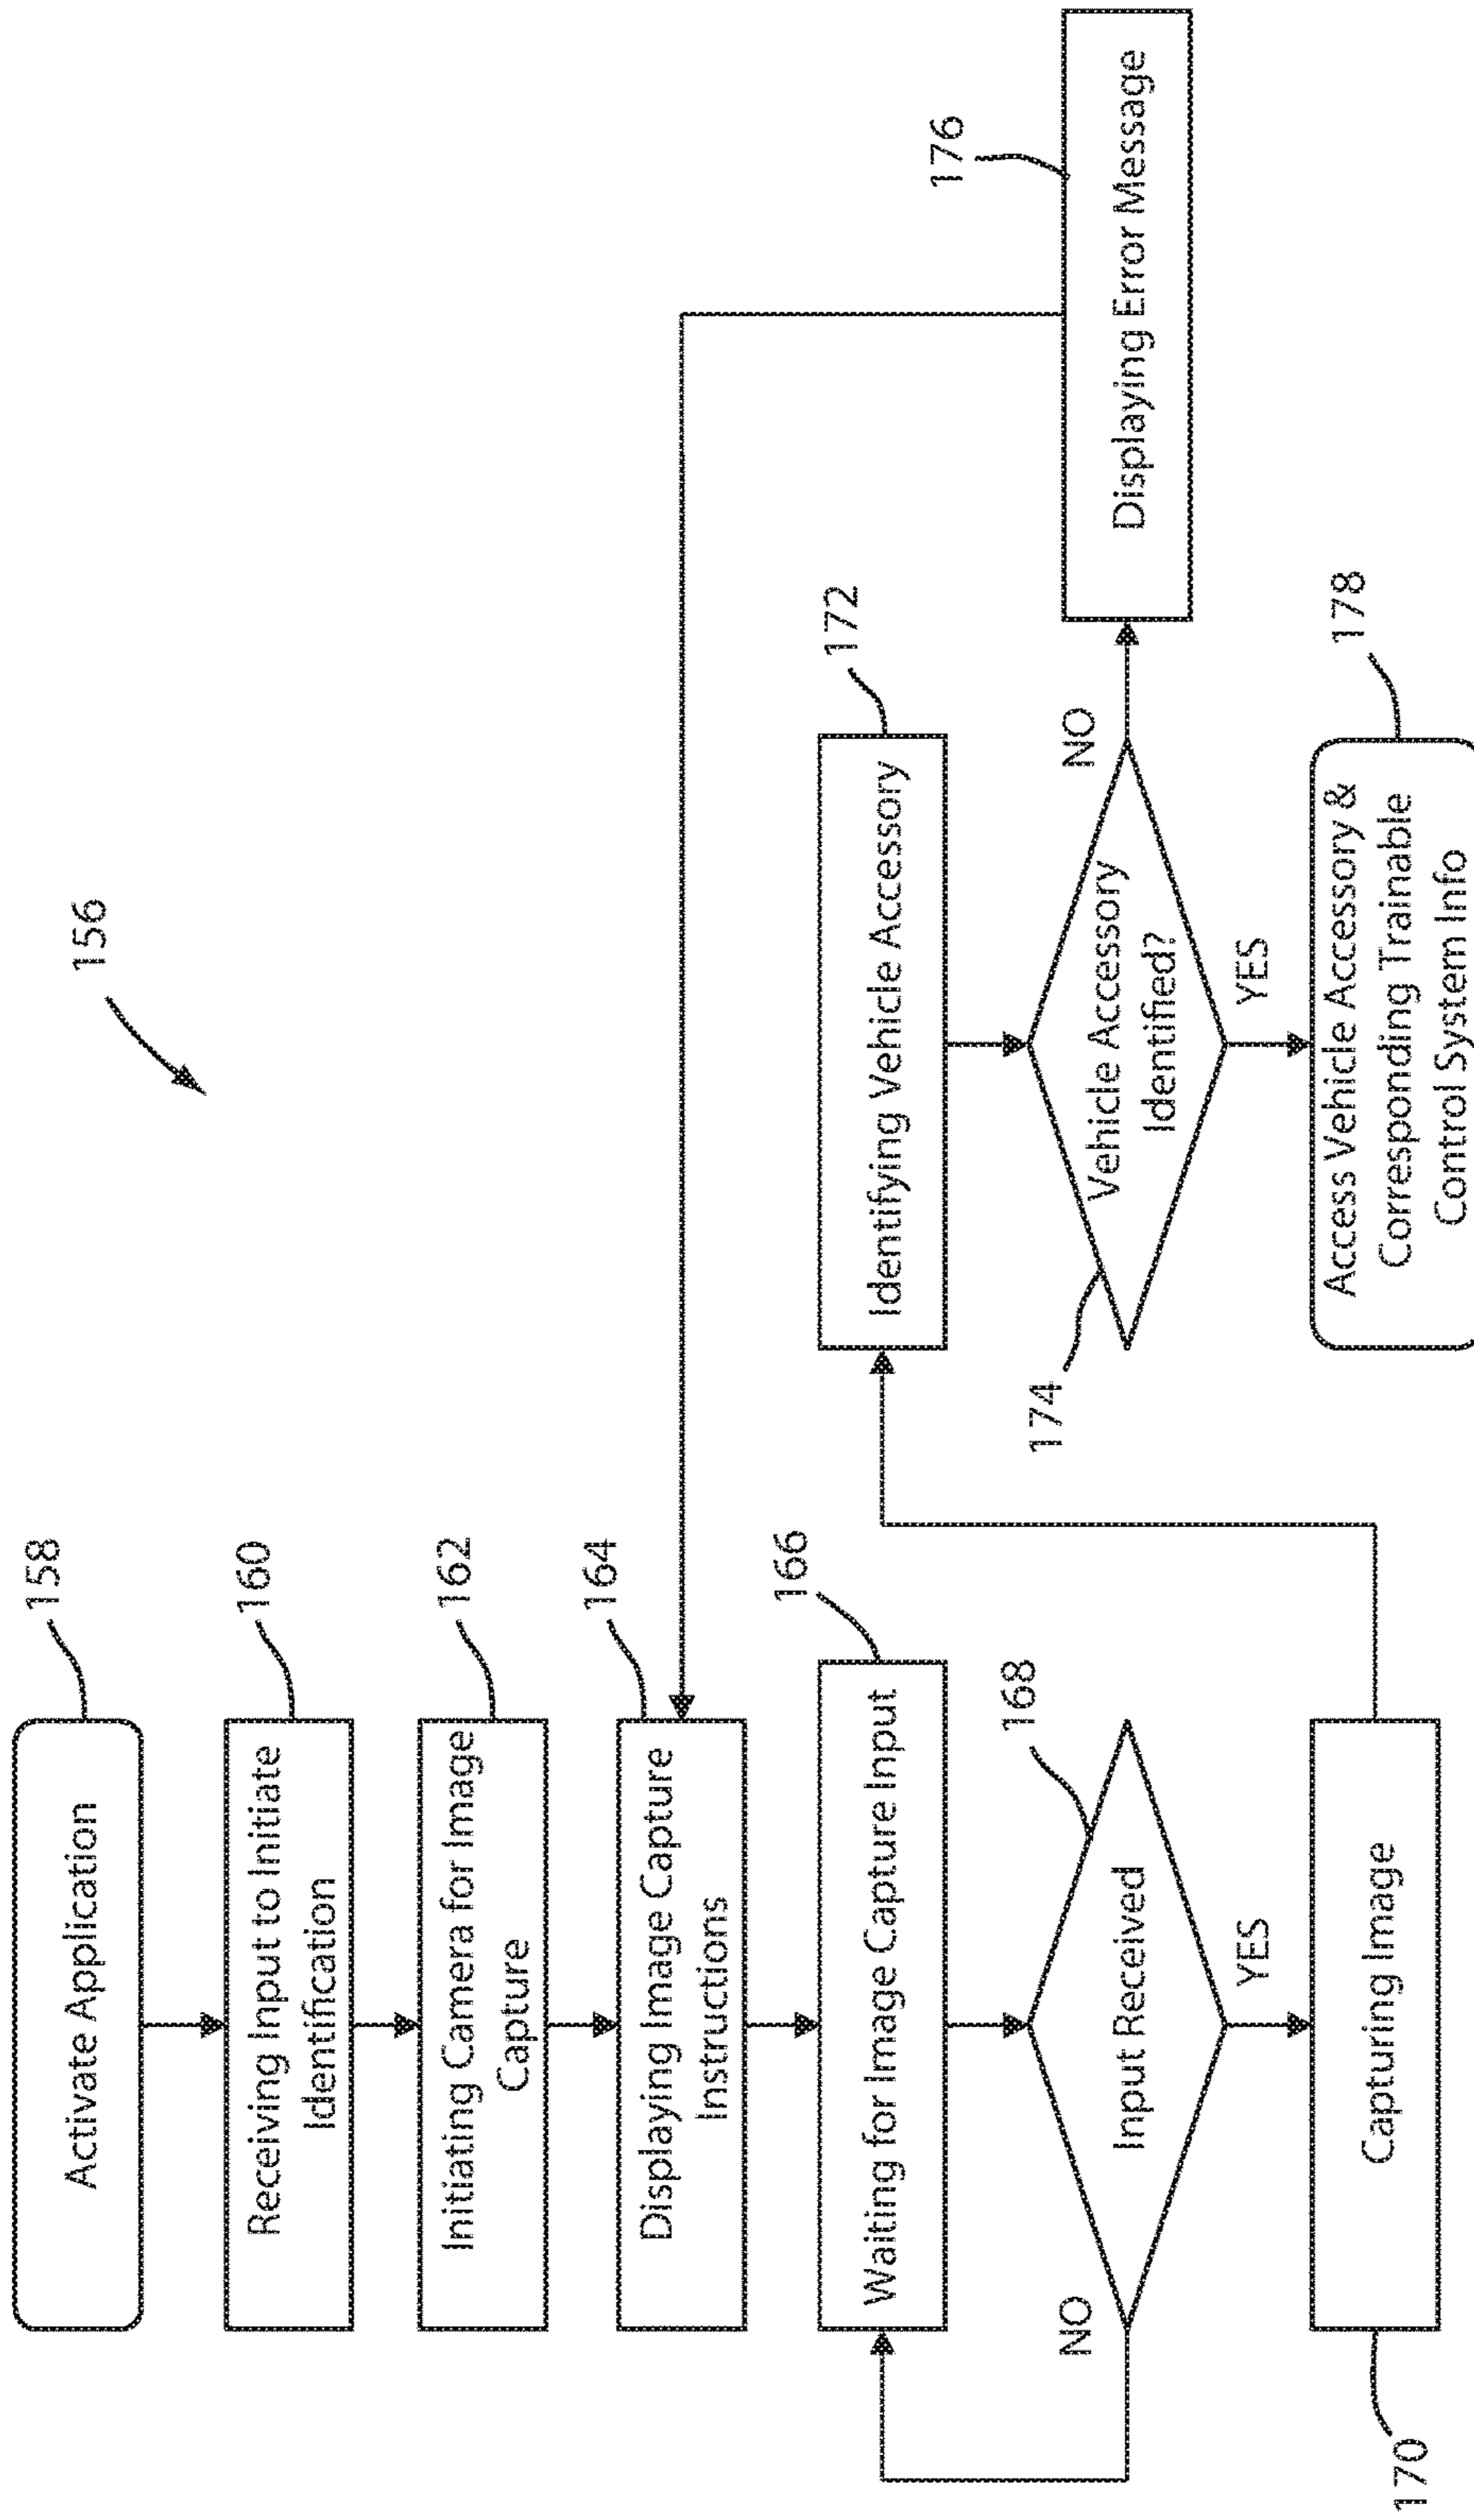 156
Activate Application
158
Receiving Input to Initiate
Identification
160
Initiating Camera for Image
Capture
162
Displaying Image Capture
Instructions
164
Waiting for Image Capture Input
166
Input Received
168
NO
YES
Capturing Image
170
Identifying Vehicle Accessory
172
Vehicle Accessory
Identified?
174
NO
YES
Displaying Error Message
176
Access Vehicle Accessory &
Corresponding Trainable
Control System Info
178